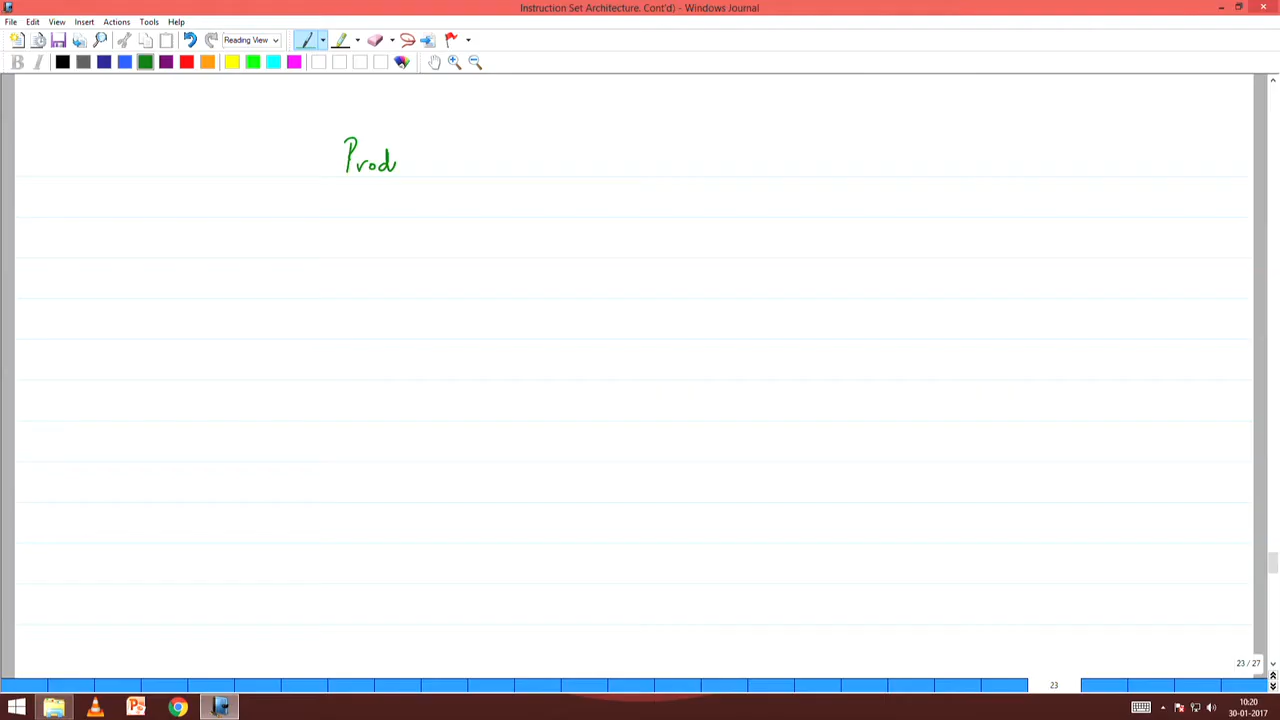 Instruction Set Architecture. Cont'd) - Windows Journal
File Edit View Insert Actions Tools Help
Reading View
B I
Prod
23 / 27
23
10:20
30-01-2017